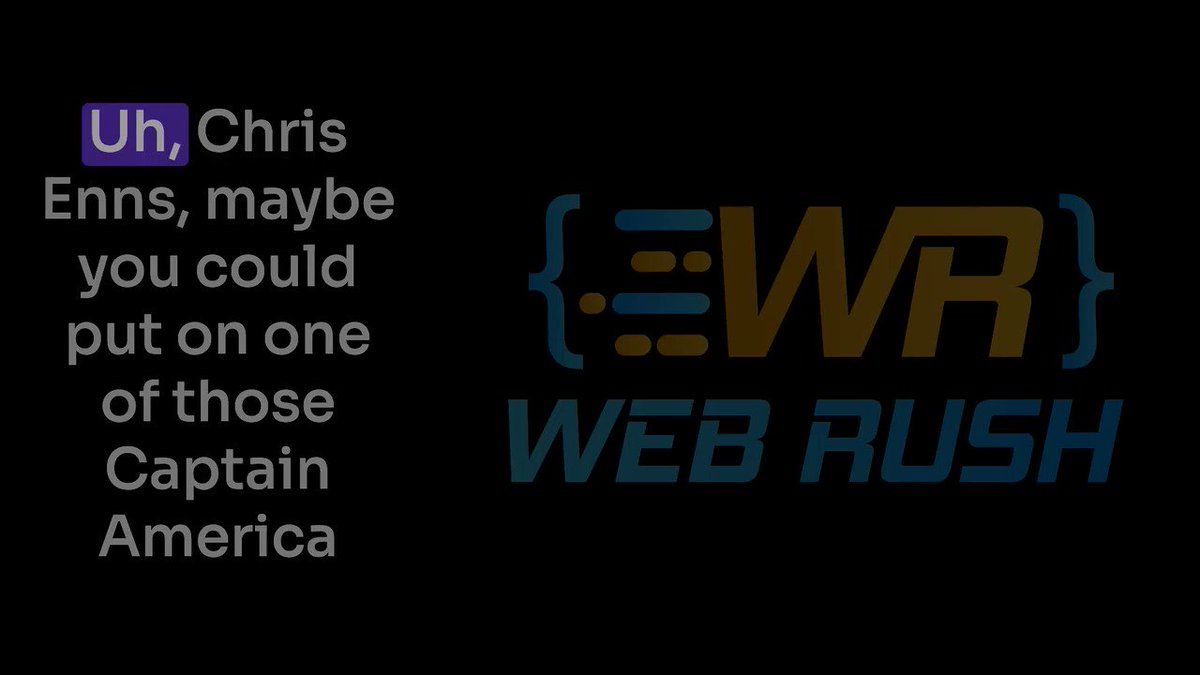 Uh, Chris
Enns, maybe
you could
put on one
of those
Captain
America
{WR}
WEB RUSH